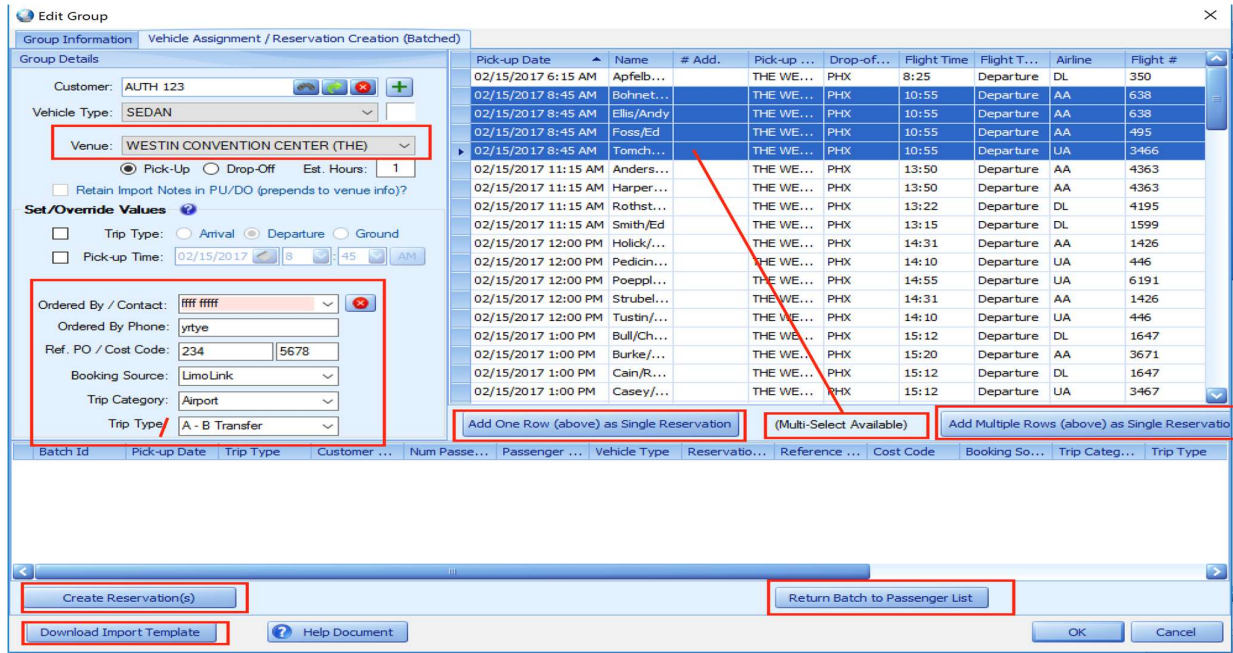 Edit Group
Group Information Vehicle Assignment / Reservation Creation (Batched)
Group Details
Customer: AUTH 123
Vehicle Type: SEDAN
Venue: WESTIN CONVENTION CENTER (THE)
Pick-Up Drop-Off Est. Hours: 1
Retain Import Notes in PU/DO (prepends to venue info)?
Set/Override Values
Trip Type: Arrival Departure Ground
Pick-up Time: 02/15/2017 8 : 45 AM
Ordered By / Contact: ffff fffff
Ordered By Phone: yrtye
Ref. PO / Cost Code: 234 5678
Booking Source: LimoLink
Trip Category: Airport
Trip Type: A - B Transfer
Pick-up Date Name # Add. Pick-up ... Drop-of... Flight Time Flight T... Airline Flight #
02/15/2017 6:15 AM Apfelb... THE WE... PHX 8:25 Departure DL 350
02/15/2017 8:45 AM Bohnet... THE WE... PHX 10:55 Departure AA 638
02/15/2017 8:45 AM Ellis/Andy THE WE... PHX 10:55 Departure AA 638
02/15/2017 8:45 AM Foss/Ed THE WE... PHX 10:55 Departure AA 495
02/15/2017 8:45 AM Tomch... THE WE... PHX 10:55 Departure UA 3466
02/15/2017 11:15 AM Anders... THE WE... PHX 13:50 Departure AA 4363
02/15/2017 11:15 AM Harper... THE WE... PHX 13:50 Departure AA 4363
02/15/2017 11:15 AM Rothst... THE WE... PHX 13:22 Departure DL 4195
02/15/2017 11:15 AM Smith/Ed THE WE... PHX 13:15 Departure DL 1599
02/15/2017 12:00 PM Holick/... THE WE... PHX 14:31 Departure AA 1426
02/15/2017 12:00 PM Pedicin... THE WE... PHX 14:10 Departure UA 446
02/15/2017 12:00 PM Poeppl... THE WE... PHX 14:55 Departure UA 6191
02/15/2017 12:00 PM Strubel... THE WE... PHX 14:31 Departure AA 1426
02/15/2017 12:00 PM Tustin/... THE WE... PHX 14:10 Departure UA 446
02/15/2017 1:00 PM Bull/Ch... THE WE... PHX 15:12 Departure DL 1647
02/15/2017 1:00 PM Burke/... THE WE... PHX 15:20 Departure AA 3671
02/15/2017 1:00 PM Cain/R... THE WE... PHX 15:12 Departure DL 1647
02/15/2017 1:00 PM Casey/... THE WE... PHX 15:12 Departure UA 3467
Add One Row (above) as Single Reservation (Multi-Select Available) Add Multiple Rows (above) as Single Reservatio
Batch Id Pick-up Date Trip Type Customer ... Num Passe... Passenger ... Vehicle Type Reservatio... Reference ... Cost Code Booking So... Trip Categ... Trip Type
Create Reservation(s) Return Batch to Passenger List
Download Import Template Help Document OK Cancel